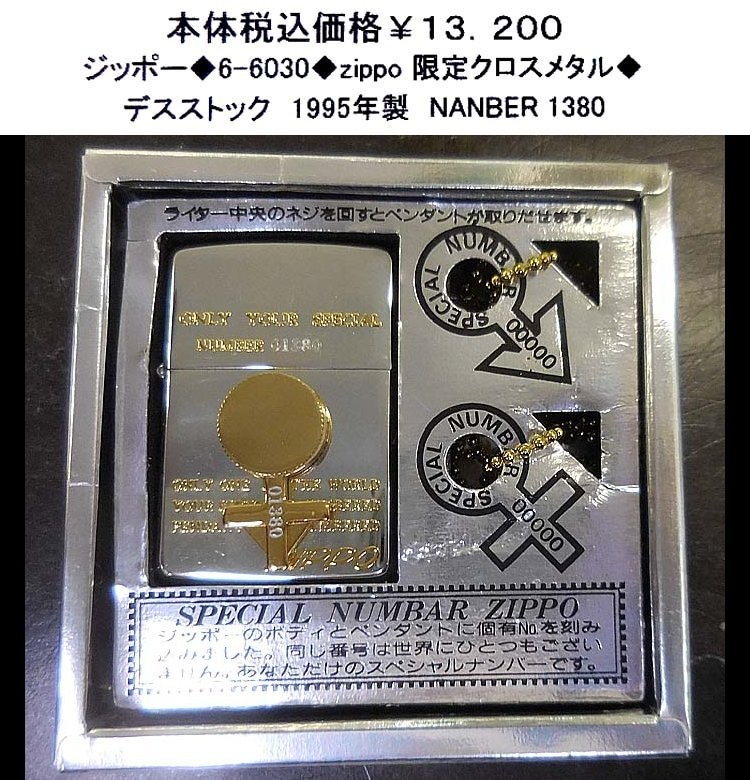 本体税込価格￥13．200
ジッポー◆6-6030◆zippo 限定クロスメタル◆
デスストック 1995年製 NANBER 1380
ライター中央のネジを回すとペンダントが取りだせます。
ONLY YOUR SPECIAL
NUMBER 01380
ONLY ONE THE WORLD
YOUR
01380
SPECIAL NUMBAR
00000
SPECIAL NUMBAR
00000
SPECIAL NUMBAR ZIPPO
ジッポーのボディとペンダントに個有No.を刻み
ました。同じ番号は世界にひとつもござい
ません。あなただけのスペシャルナンバーです。